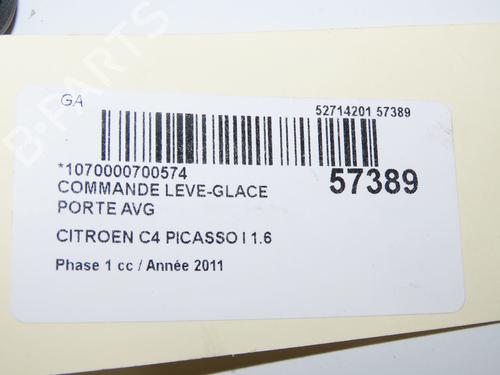 GA
52714201 57389
*1070000700574
57389
COMMANDE LEVE-GLACE
PORTE AVG
CITROEN C4 PICASSO I 1.6
Phase 1 cc / Année 2011
B-PARTS